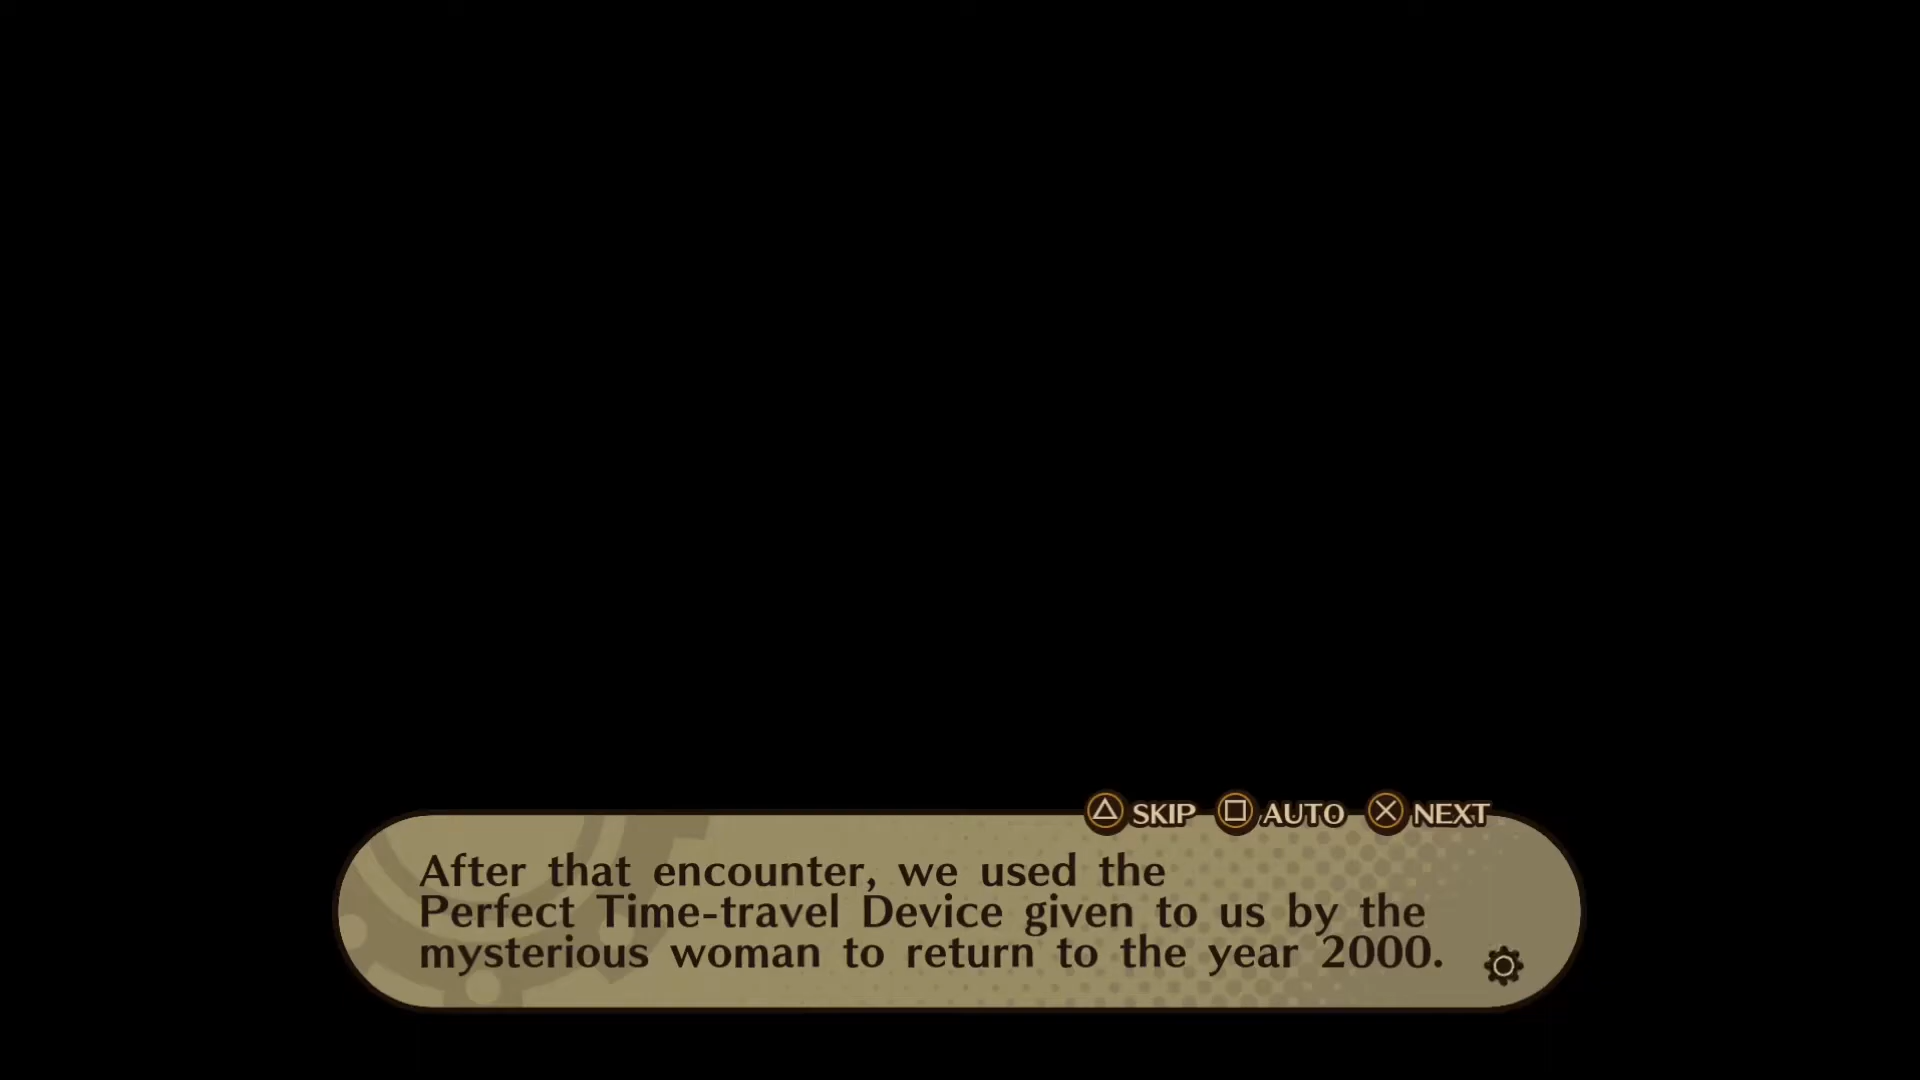 SKIP AUTO NEXT
After that encounter, we used the
Perfect Time-travel Device given to us by the
mysterious woman to return to the year 2000.